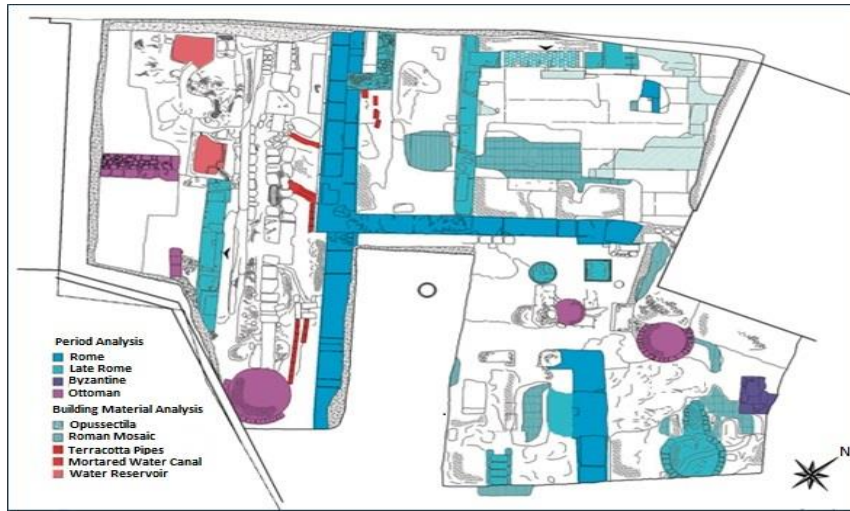 Period Analysis
Rome
Late Rome
Byzantine
Ottoman
Building Material Analysis
Opussectila
Roman Mosaic
Terracotta Pipes
Mortared Water Canal
Water Reservoir
N